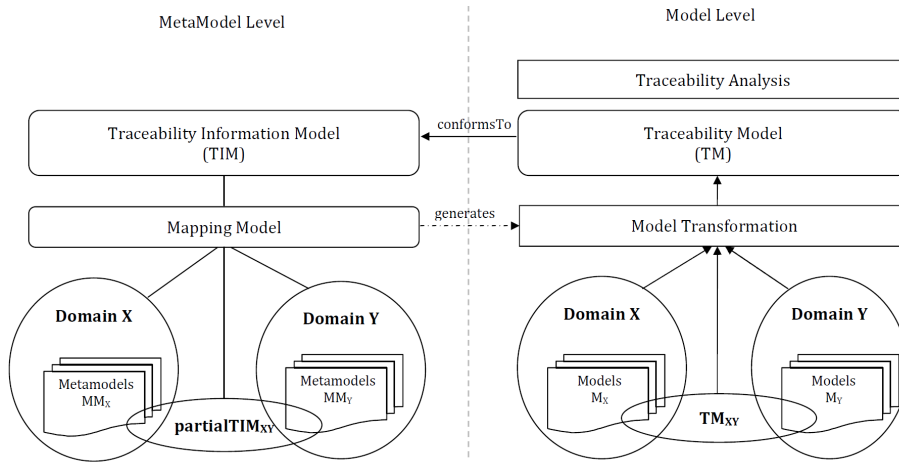 MetaModel Level
Model Level
Traceability Analysis
Traceability Information Model
(TIM)
conformsTo
Traceability Model
(TM)
Mapping Model
generates
Model Transformation
Domain X
Domain Y
Domain X
Domain Y
Metamodels
MMX
Metamodels
MMY
Models
MX
Models
MY
partialTIMXY
TMXY